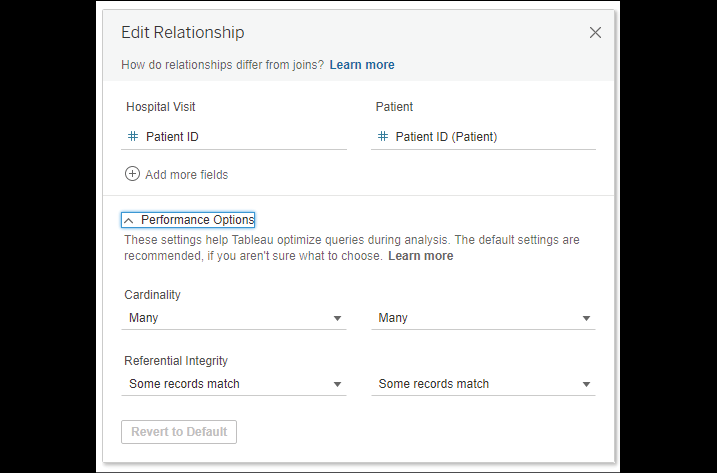 Edit Relationship
How do relationships differ from joins? Learn more
Hospital Visit Patient
# Patient ID # Patient ID (Patient)
Add more fields
Performance Options
These settings help Tableau optimize queries during analysis. The default settings are
recommended, if you aren't sure what to choose. Learn more
Cardinality
Many Many
Referential Integrity
Some records match Some records match
Revert to Default